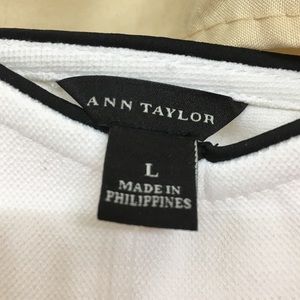 ANN TAYLOR
L
MADE IN
PHILIPPINES